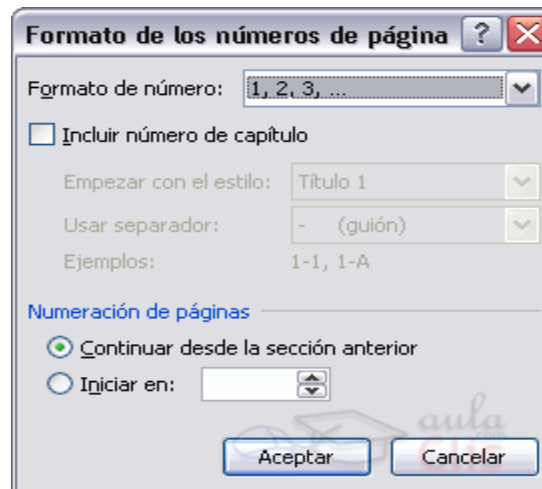 Formato de los números de página ?
Formato de número: 1, 2, 3, ...
Incluir número de capítulo
Empezar con el estilo: Título 1
Usar separador: - (guión)
Ejemplos: 1-1, 1-A
Numeración de páginas
Continuar desde la sección anterior
Iniciar en:
aula
.com
Clic
Aceptar Cancelar